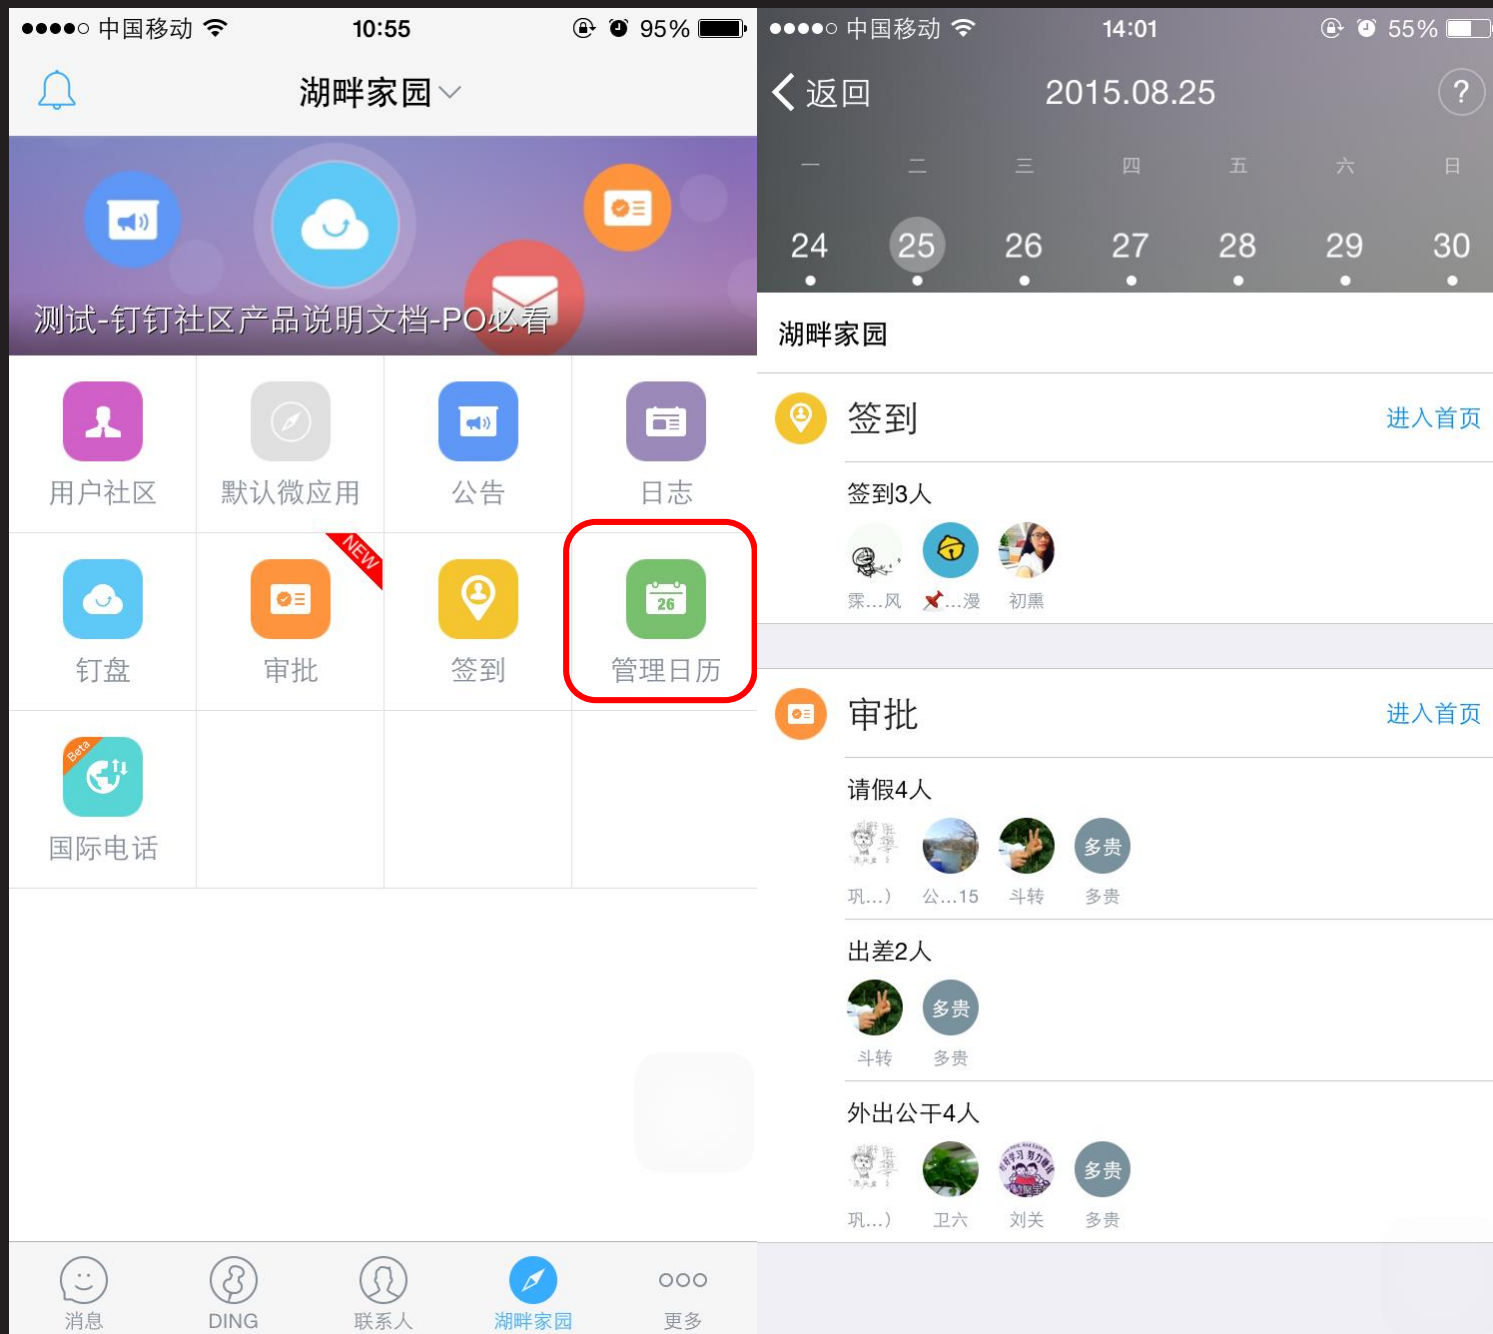 中国移动 10:55 95%
湖畔家园
测试-钉钉社区产品说明文档-PO必看
用户社区 默认微应用 公告 日志
NEW
26
钉盘 审批 签到 管理日历
Beta
国际电话
消息 DING 联系人 湖畔家园 更多
中国移动 14:01 55%
返回 2015.08.25 ?
一 二 三 四 五 六 日
24 25 26 27 28 29 30
湖畔家园
签到 进入首页
签到3人
霂...风 ...漫 初熏
审批 进入首页
请假4人
多贵
巩...） 公...15 斗转 多贵
出差2人
多贵
斗转 多贵
外出公干4人
多贵
巩...） 卫六 刘关 多贵